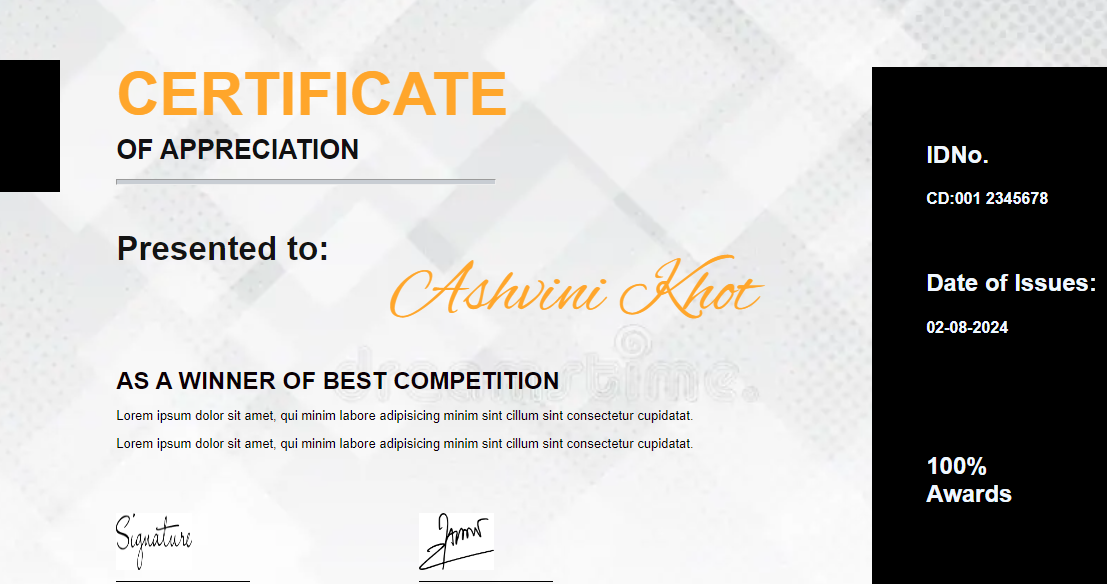 CERTIFICATE
OF APPRECIATION
Presented to:
Ashvini Khot
AS A WINNER OF BEST COMPETITION
Lorem ipsum dolor sit amet, qui minim labore adipisicing minim sint cillum sint consectetur cupidatat.
Lorem ipsum dolor sit amet, qui minim labore adipisicing minim sint cillum sint consectetur cupidatat.
Signature
IDNo.
CD:001 2345678
Date of Issues:
02-08-2024
100%
Awards
dreamstime.